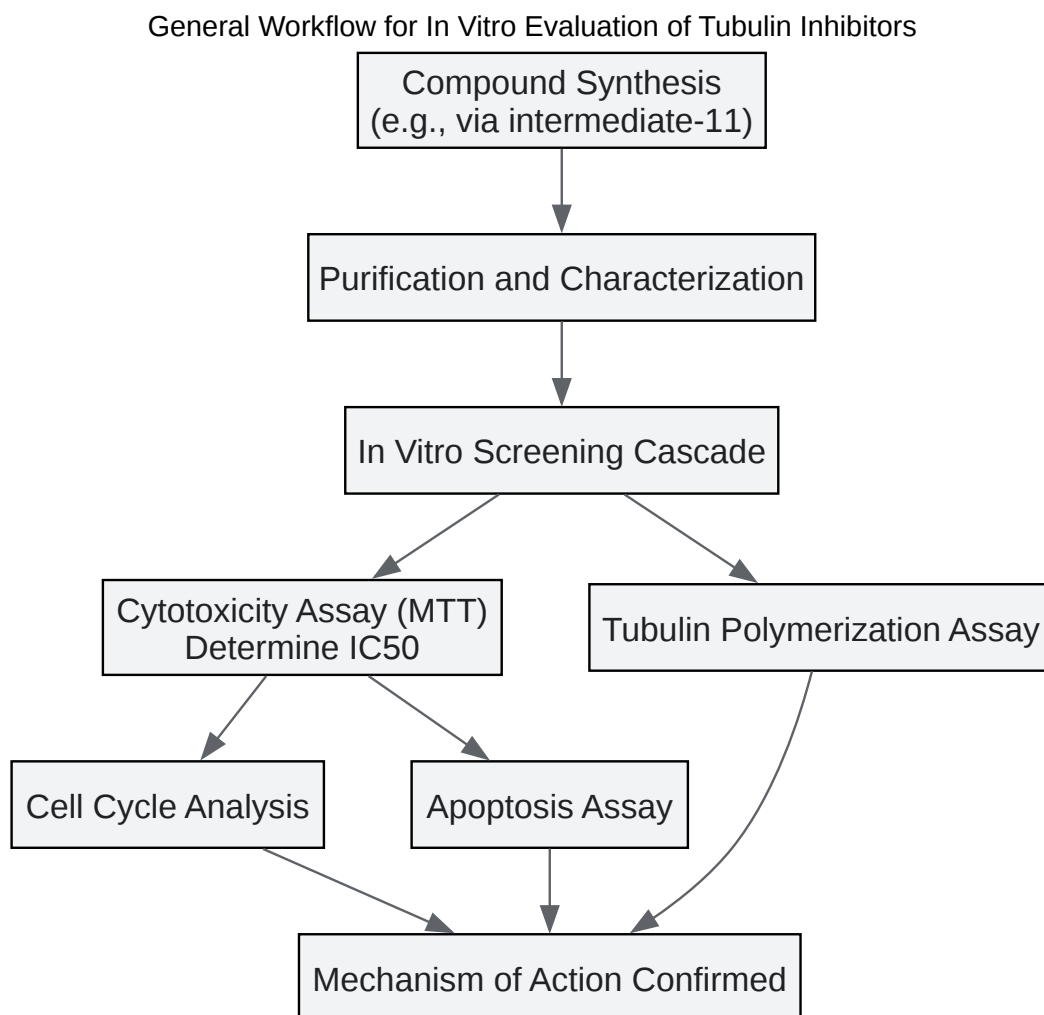 General Workflow for In Vitro Evaluation of Tubulin Inhibitors
Compound Synthesis
(e.g., via intermediate-11)
Purification and Characterization
In Vitro Screening Cascade
Cytotoxicity Assay (MTT)
Determine IC50
Tubulin Polymerization Assay
Cell Cycle Analysis
Apoptosis Assay
Mechanism of Action Confirmed